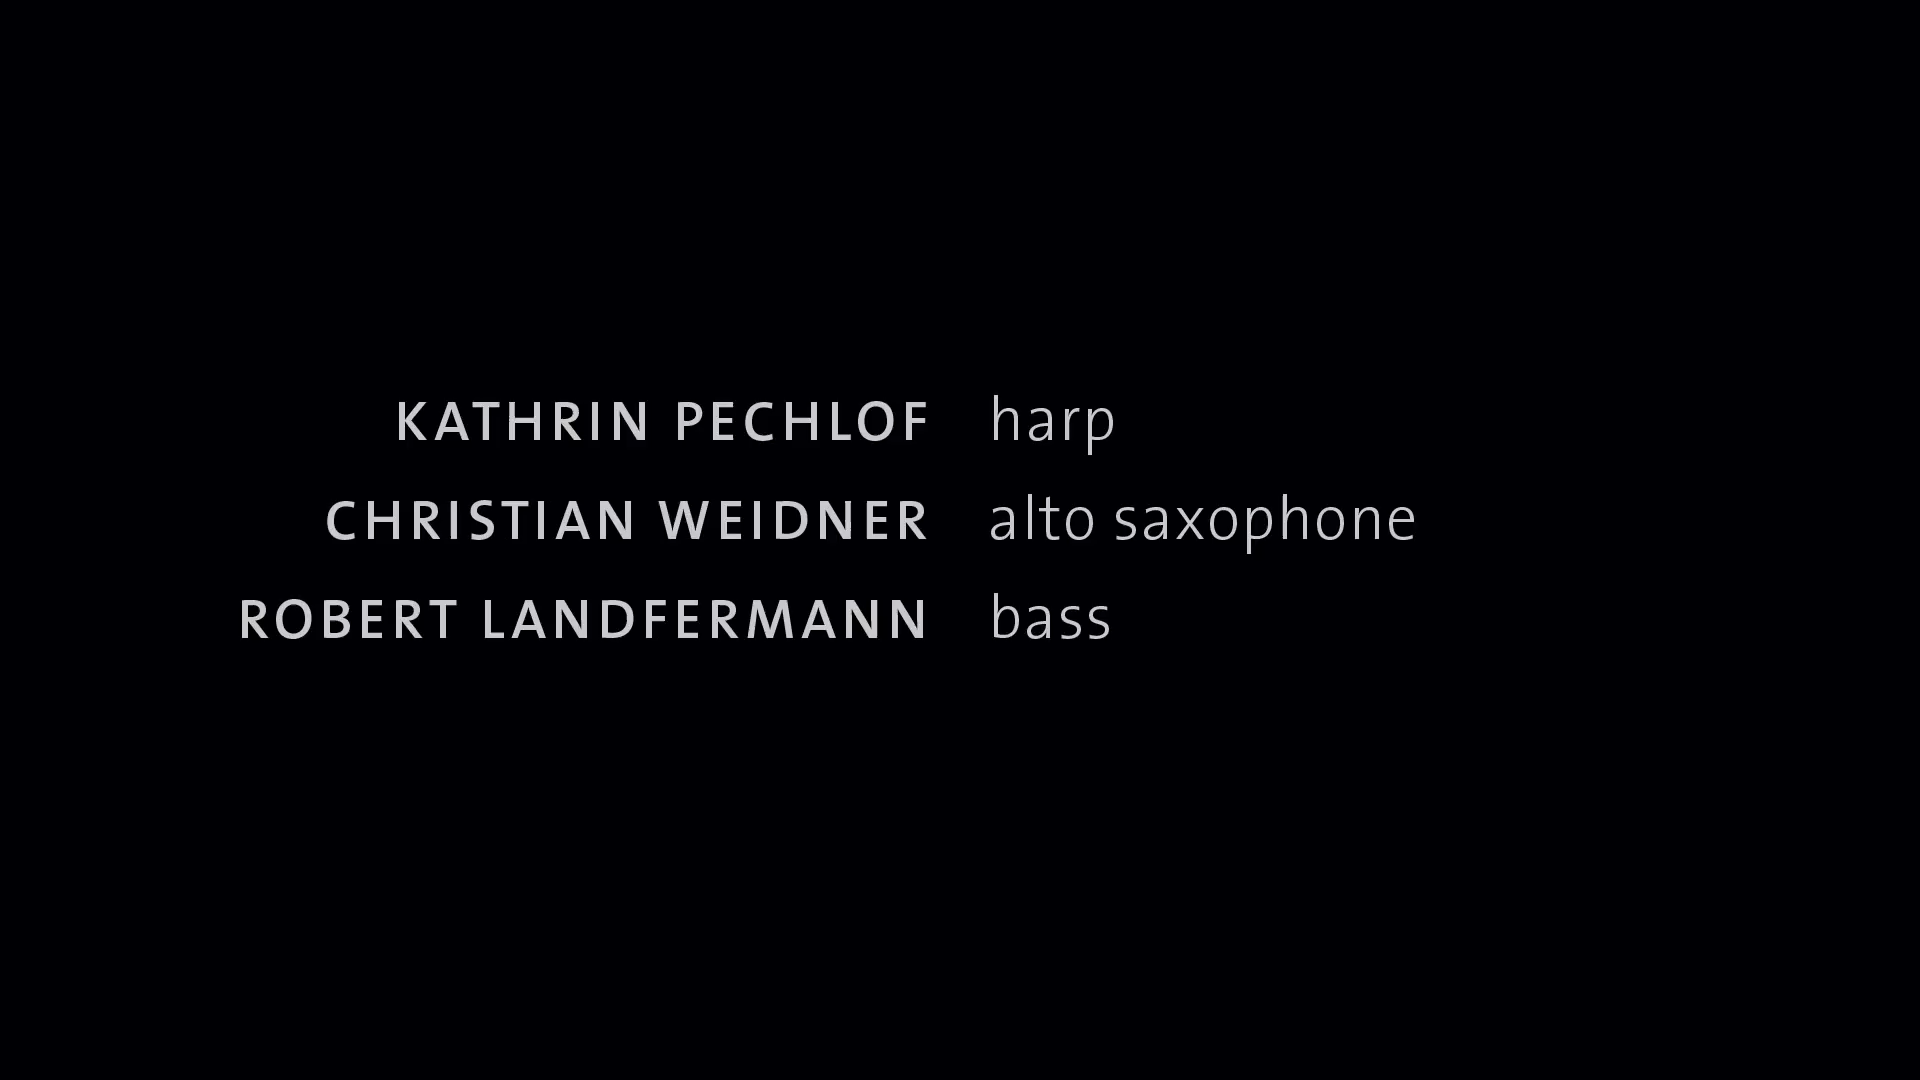 KATHRIN PECHLOF harp
CHRISTIAN WEIDNER alto saxophone
ROBERT LANDFERMANN bass